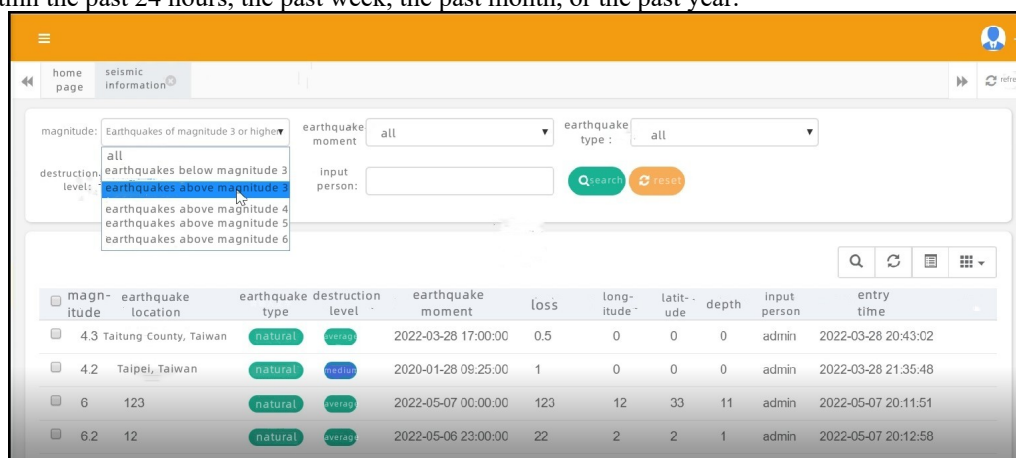 the past 24 hours, the past week, the past month, or the past year.
home page
seismic information
refre
magnitude: Earthquakes of magnitude 3 or higher
earthquake moment all
earthquake type : all
all
earthquakes below magnitude 3
earthquakes above magnitude 3
earthquakes above magnitude 4
earthquakes above magnitude 5
earthquakes above magnitude 6
destruction level:
input person:
search
reset
magn-itude earthquake location earthquake type destruction level earthquake moment loss long-itude latit-ude depth input person entry time
4.3 Taitung County, Taiwan natural average 2022-03-28 17:00:00 0.5 0 0 0 admin 2022-03-28 20:43:02
4.2 Taipei, Taiwan natural medium 2020-01-28 09:25:00 1 0 0 0 admin 2022-03-28 21:35:48
6 123 natural average 2022-05-07 00:00:00 123 12 33 11 admin 2022-05-07 20:11:51
6.2 12 natural average 2022-05-06 23:00:00 22 2 2 1 admin 2022-05-07 20:12:58